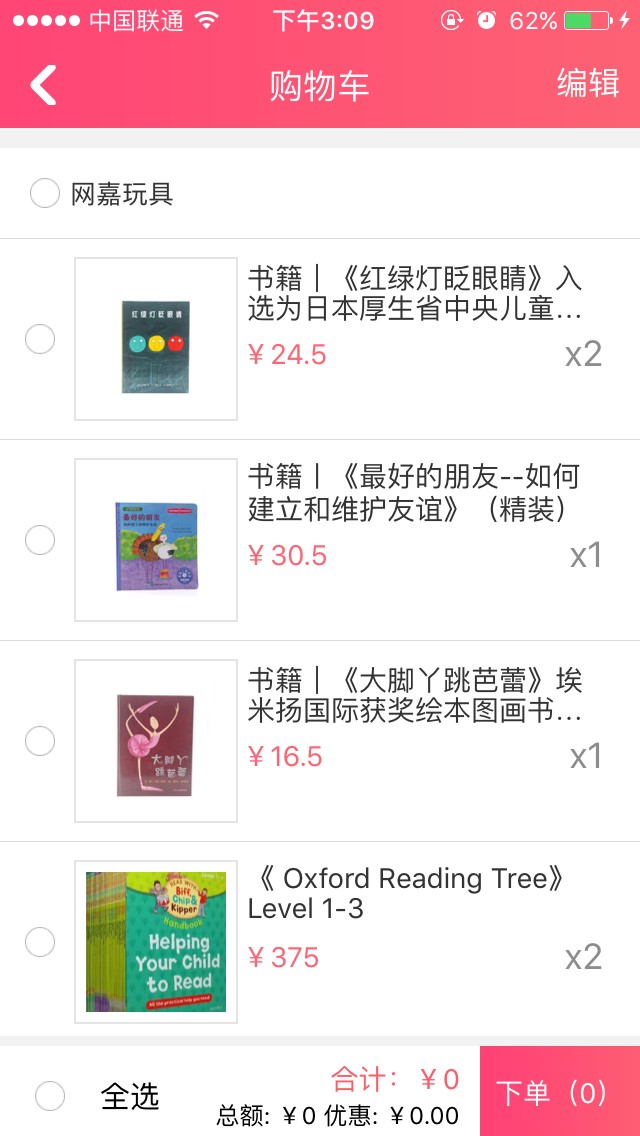 中国联通 下午3:09 62%
购物车 编辑
网嘉玩具
书籍｜《红绿灯眨眼睛》入
选为日本厚生省中央儿童...
¥ 24.5 x2
红绿灯眨眼睛
书籍丨《最好的朋友--如何
建立和维护友谊》（精装）
¥ 30.5 x1
最好的朋友
书籍｜《大脚丫跳芭蕾》埃
米扬国际获奖绘本图画书...
¥ 16.5 x1
大脚丫
跳芭蕾
《 Oxford Reading Tree》
Level 1-3
¥ 375 x2
READ WITH
Biff,
Chip &
Kipper
Handbook
Helping
Your Child
to Read
All the practical help you need
全选
合计: ¥0
总额: ¥0 优惠: ¥0.00
下单（0）